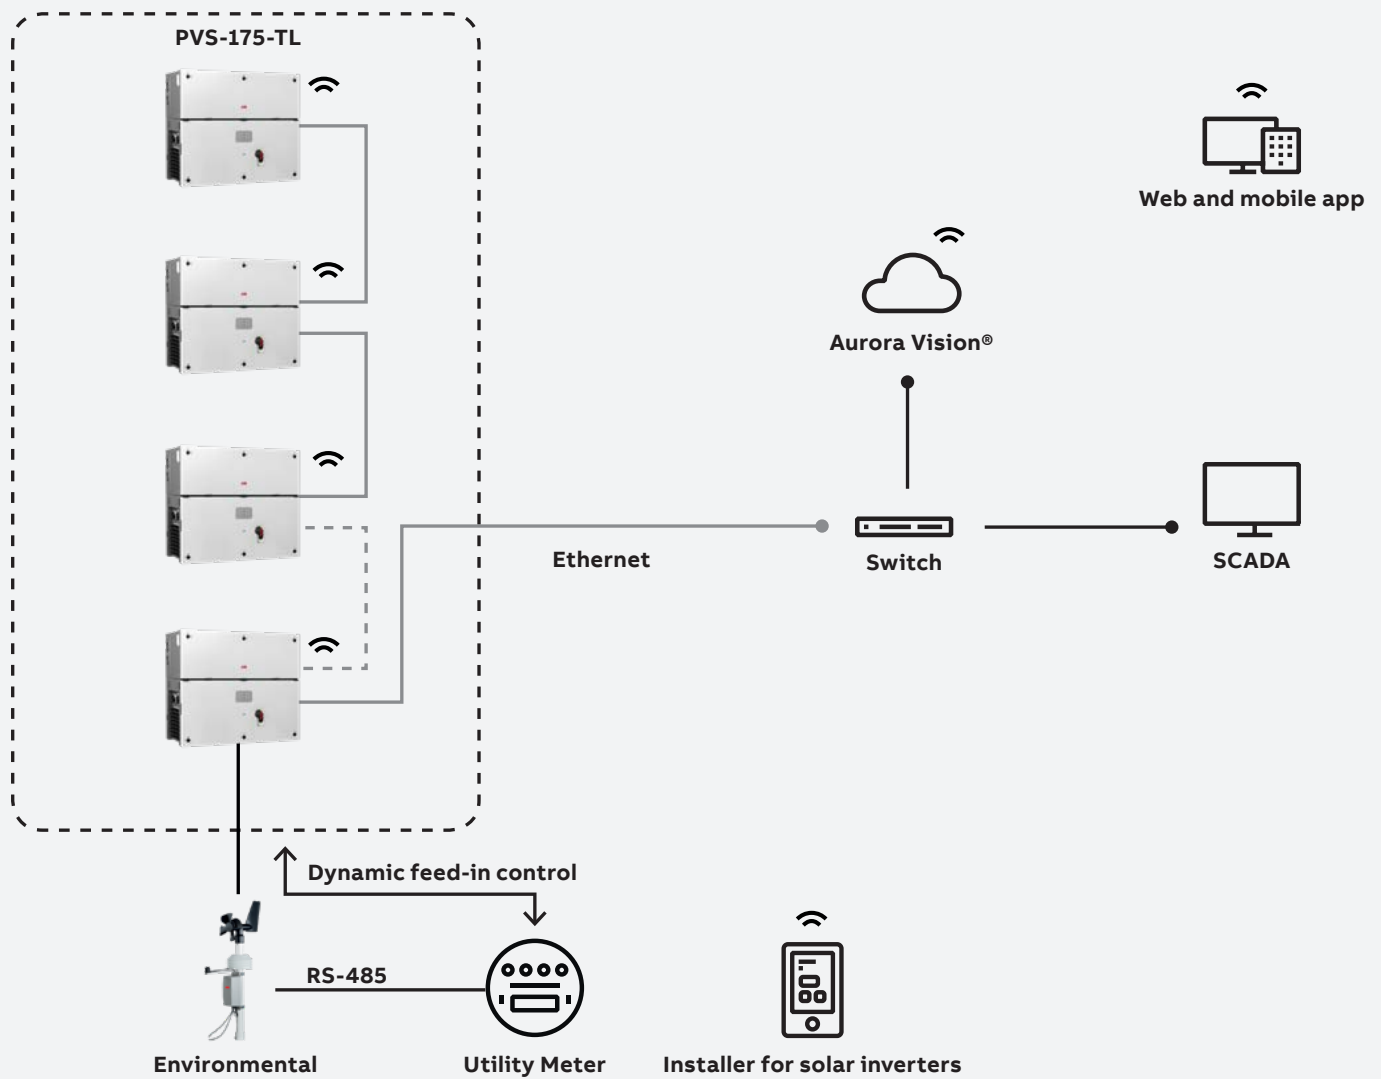 PVS-175-TL
Web and mobile app
Aurora Vision®
Ethernet
Switch
SCADA
Dynamic feed-in control
RS-485
Environmental
Utility Meter
Installer for solar inverters